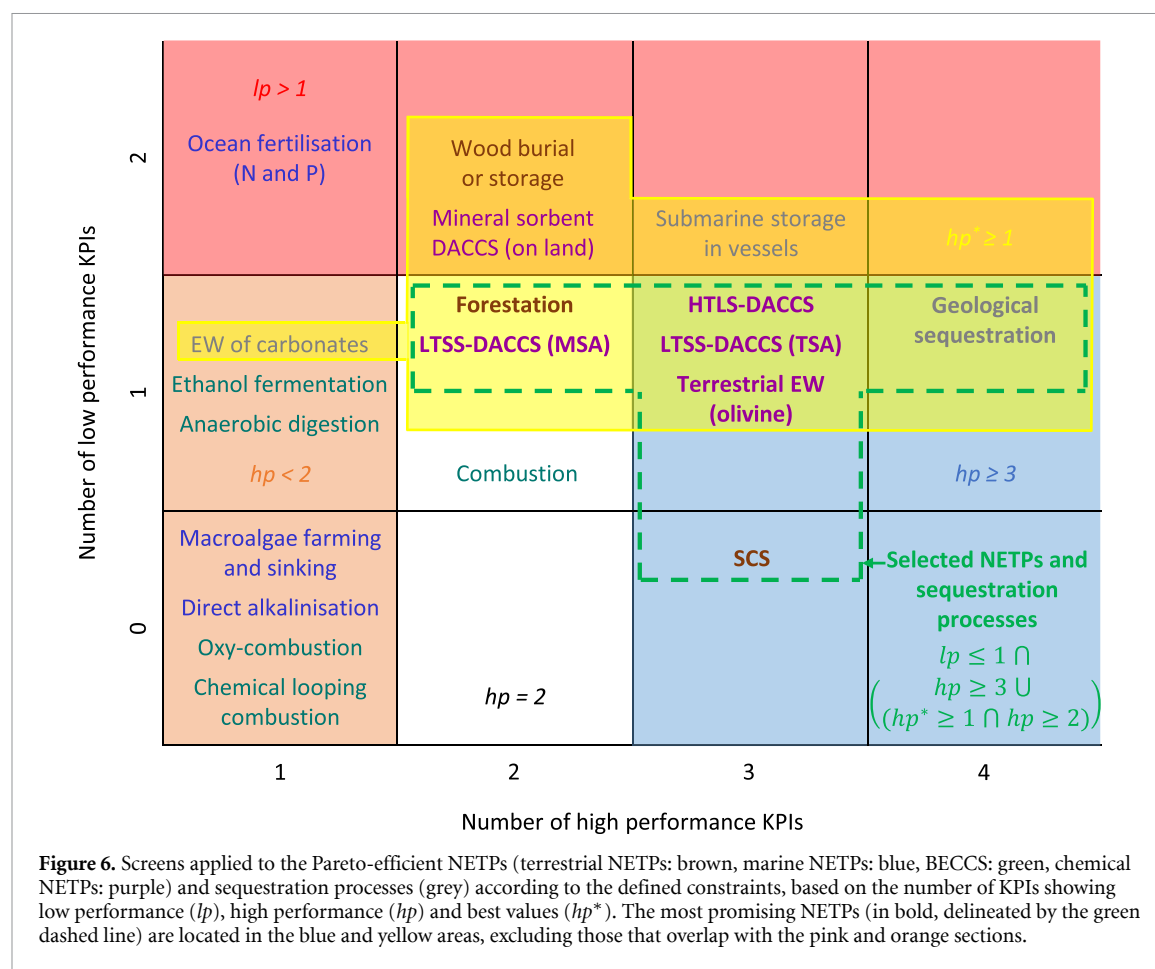 lp > 1
Ocean fertilisation
(N and P)
Wood burial
or storage
Mineral sorbent
DACCS (on land)
Submarine storage
in vessels
hp* ≥ 1
2
EW of carbonates
Ethanol fermentation
Anaerobic digestion
hp < 2
Forestation
LTSS-DACCS (MSA)
Combustion
HTLS-DACCS
LTSS-DACCS (TSA)
Terrestrial EW
(olivine)
Geological
sequestration
hp ≥ 3
1
Number of low performance KPIs
Macroalgae farming
and sinking
Direct alkalinisation
Oxy-combustion
Chemical looping
combustion
hp = 2
SCS
Selected NETPs and
sequestration
processes
lp ≤ 1 ⋂
(hp ≥ 3 ⋃
(hp* ≥ 1 ⋂ hp ≥ 2))
0
1
2
3
4
Number of high performance KPIs
Figure 6. Screens applied to the Pareto-efficient NETPs (terrestrial NETPs: brown, marine NETPs: blue, BECCS: green, chemical
NETPs: purple) and sequestration processes (grey) according to the defined constraints, based on the number of KPIs showing
low performance (lp), high performance (hp) and best values (hp*). The most promising NETPs (in bold, delineated by the green
dashed line) are located in the blue and yellow areas, excluding those that overlap with the pink and orange sections.